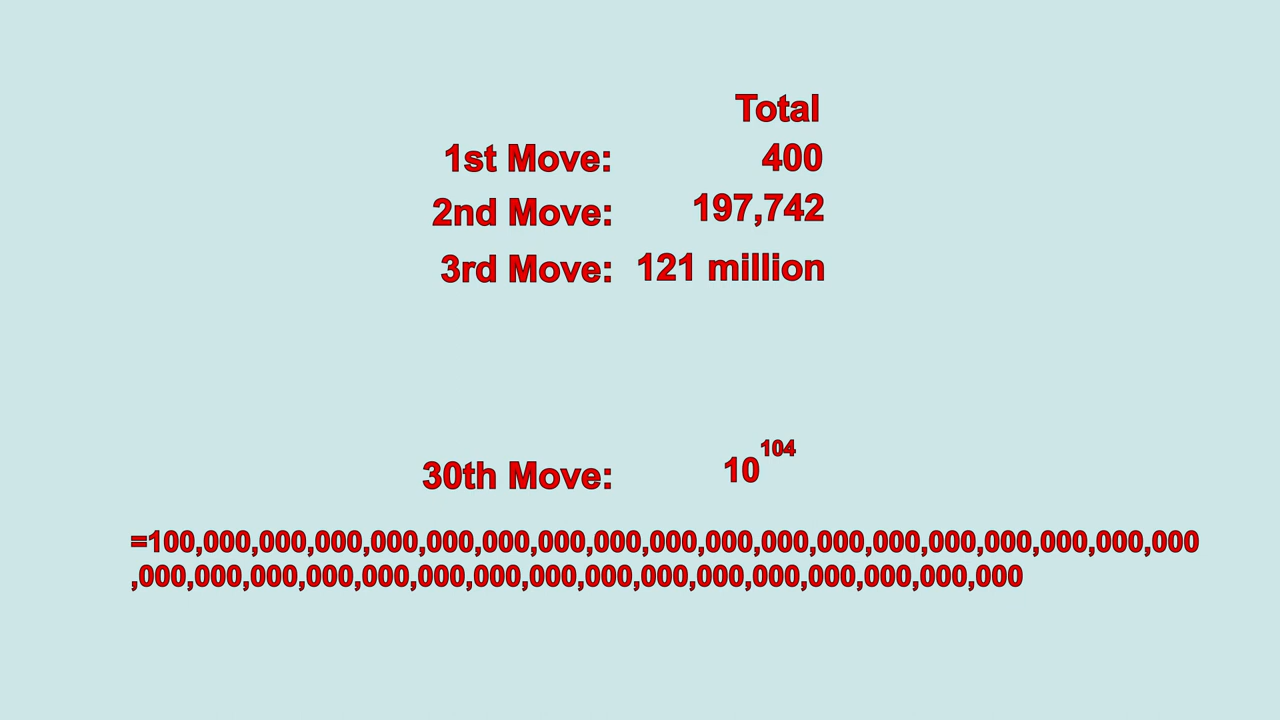 Total
1st Move: 400
2nd Move: 197,742
3rd Move: 121 million
30th Move: 10^104
=100,000,000,000,000,000,000,000,000,000,000,000,000,000,000,000,000,000,000
,000,000,000,000,000,000,000,000,000,000,000,000,000,000,000,000